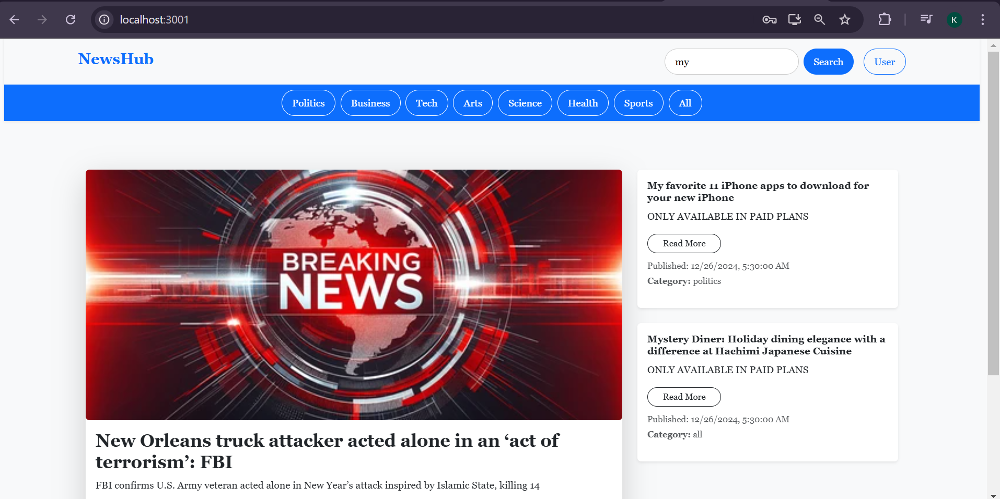 localhost:3001
K
NewsHub
my
Search
User
Politics
Business
Tech
Arts
Science
Health
Sports
All
BREAKING
NEWS
New Orleans truck attacker acted alone in an ‘act of
terrorism’: FBI
FBI confirms U.S. Army veteran acted alone in New Year’s attack inspired by Islamic State, killing 14
My favorite 11 iPhone apps to download for
your new iPhone
ONLY AVAILABLE IN PAID PLANS
Read More
Published: 12/26/2024, 5:30:00 AM
Category: politics
Mystery Diner: Holiday dining elegance with a
difference at Hachimi Japanese Cuisine
ONLY AVAILABLE IN PAID PLANS
Read More
Published: 12/26/2024, 5:30:00 AM
Category: all